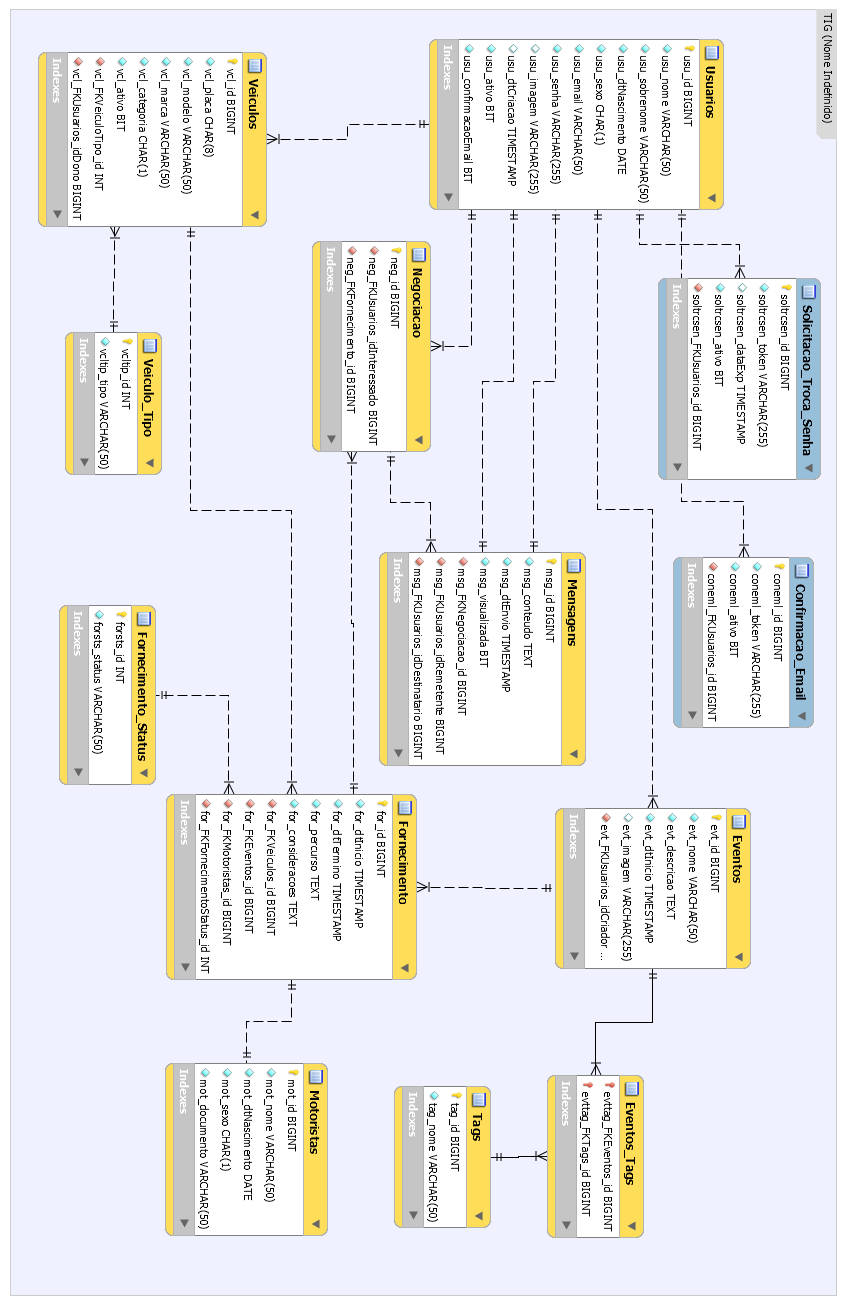 TIG (Nome Indefinido)
Usuarios
usu_id BIGINT
usu_nome VARCHAR(50)
usu_sobrenome VARCHAR(50)
usu_dtNascimento DATE
usu_sexo CHAR(1)
usu_email VARCHAR(50)
usu_senha VARCHAR(255)
usu_imagem VARCHAR(255)
usu_dtCriacao TIMESTAMP
usu_ativo BIT
usu_confirmacaoEmail BIT
Indexes
Veiculos
vcl_id BIGINT
vcl_placa CHAR(8)
vcl_modelo VARCHAR(50)
vcl_marca VARCHAR(50)
vcl_categoria CHAR(1)
vcl_ativo BIT
vcl_FKVeiculoTipo_id INT
vcl_FKUsuarios_idDono BIGINT
Indexes
Solicitacao_Troca_Senha
soltrcsen_id BIGINT
soltrcsen_token VARCHAR(255)
soltrcsen_dataExp TIMESTAMP
soltrcsen_ativo BIT
soltrcsen_FKUsuarios_id BIGINT
Indexes
Negociacao
neg_id BIGINT
neg_FKUsuarios_idInteressado BIGINT
neg_FKFornecimento_id BIGINT
Indexes
Veiculo_Tipo
vcltip_id INT
vcltip_tipo VARCHAR(50)
Indexes
Confirmacao_Email
coneml_id BIGINT
coneml_token VARCHAR(255)
coneml_ativo BIT
coneml_FKUsuarios_id BIGINT
Indexes
Mensagens
msg_id BIGINT
msg_conteudo TEXT
msg_dtEnvio TIMESTAMP
msg_visualizada BIT
msg_FKNegociacao_id BIGINT
msg_FKUsuarios_idRemetente BIGINT
msg_FKUsuarios_idDestinatario BIGINT
Indexes
Fornecimento_Status
forsts_id INT
forsts_status VARCHAR(50)
Indexes
Eventos
evt_id BIGINT
evt_nome VARCHAR(50)
evt_descricao TEXT
evt_dtInicio TIMESTAMP
evt_imagem VARCHAR(255)
evt_FKUsuarios_idCriador ...
Indexes
Fornecimento
for_id BIGINT
for_dtInicio TIMESTAMP
for_dtTermino TIMESTAMP
for_percurso TEXT
for_consideracoes TEXT
for_FKVeiculos_id BIGINT
for_FKEventos_id BIGINT
for_FKMotoristas_id BIGINT
for_FKFornecimentoStatus_id INT
Indexes
Eventos_Tags
evttag_FKEventos_id BIGINT
evttag_FKTags_id BIGINT
Indexes
Tags
tag_id BIGINT
tag_nome VARCHAR(50)
Indexes
Motoristas
mot_id BIGINT
mot_nome VARCHAR(50)
mot_dtNascimento DATE
mot_sexo CHAR(1)
mot_documento VARCHAR(50)
Indexes